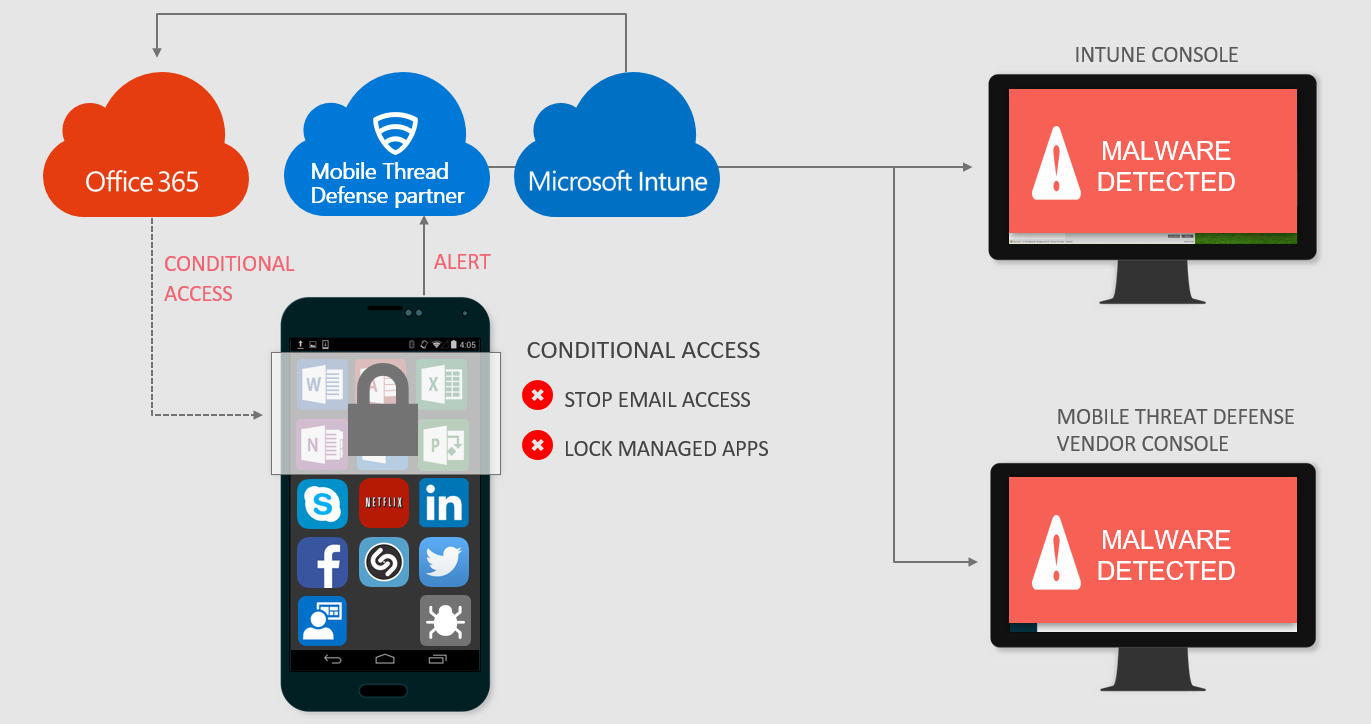 INTUNE CONSOLE
Office 365
Mobile Thread
Defense partner
Microsoft Intune
MALWARE
DETECTED
CONDITIONAL
ACCESS
ALERT
4:05
W
A
X
N
P
S
NETFLIX
in
f
CONDITIONAL ACCESS
STOP EMAIL ACCESS
LOCK MANAGED APPS
MOBILE THREAT DEFENSE
VENDOR CONSOLE
MALWARE
DETECTED